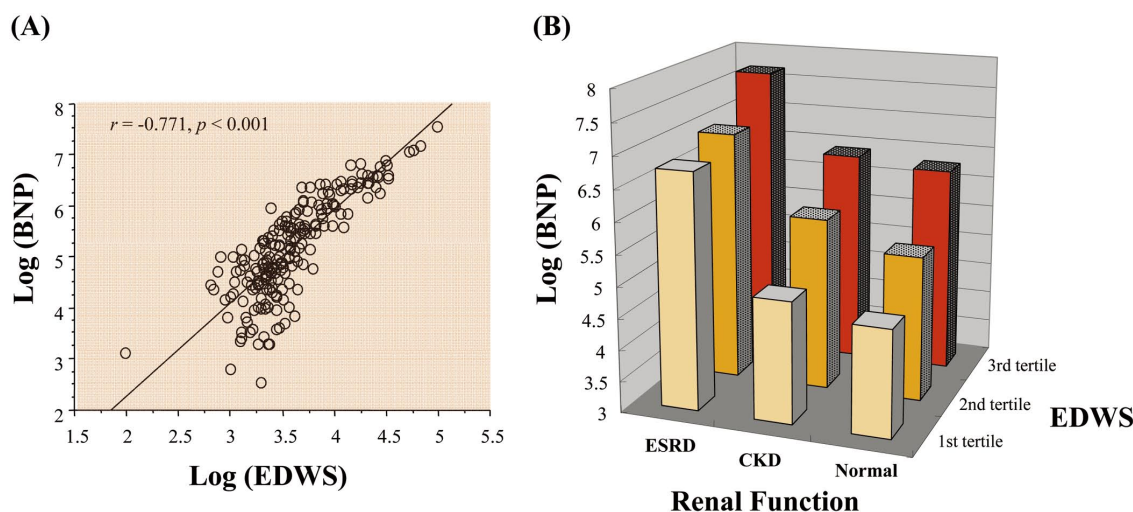 (A)
Log (BNP)
8
7
6
5
4
3
2
r = -0.771, p < 0.001
1.5 2 2.5 3 3.5 4 4.5 5 5.5
Log (EDWS)
(B)
Log (BNP)
8
7.5
7
6.5
6
5.5
5
4.5
4
3.5
3
ESRD
CKD
Normal
Renal Function
3rd tertile
2nd tertile
1st tertile
EDWS